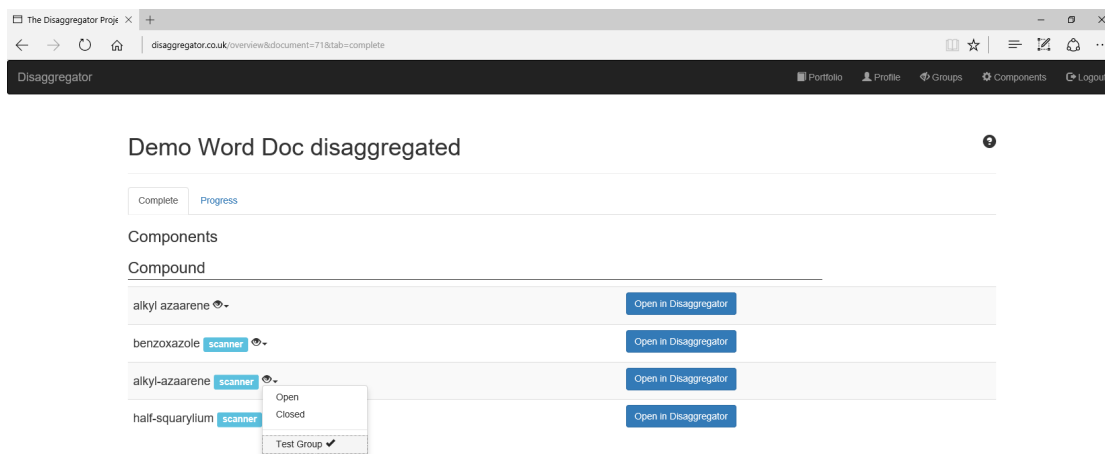 The Disaggregator Proje
disaggregator.co.uk/overview&document=71&tab=complete
Disaggregator Portfolio Profile Groups Components Logout
Demo Word Doc disaggregated
Complete Progress
Components
Compound
alkyl azaarene Open in Disaggregator
benzoxazole scanner Open in Disaggregator
alkyl-azaarene scanner Open in Disaggregator
Open
Closed
half-squarylium scanner Open in Disaggregator
Test Group